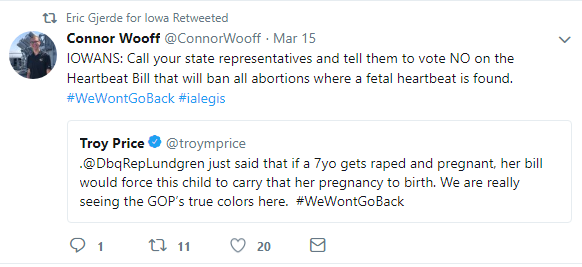 Eric Gjerde for Iowa Retweeted
Connor Wooff @ConnorWooff · Mar 15
IOWANS: Call your state representatives and tell them to vote NO on the
Heartbeat Bill that will ban all abortions where a fetal heartbeat is found.
#WeWontGoBack #ialegis
Troy Price @troymprice
.@DbqRepLundgren just said that if a 7yo gets raped and pregnant, her bill
would force this child to carry that her pregnancy to birth. We are really
seeing the GOP's true colors here.  #WeWontGoBack
1 11 20